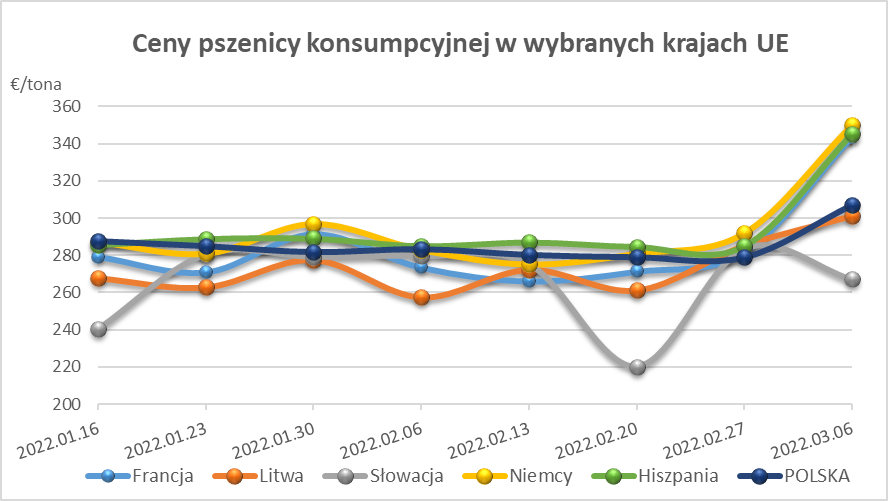 Ceny pszenicy konsumpcyjnej w wybranych krajach UE
€/tona
360
340
320
300
280
260
240
220
200
2022.01.16 2022.01.23 2022.01.30 2022.02.06 2022.02.13 2022.02.20 2022.02.27 2022.03.06
Francja Litwa Słowacja Niemcy Hiszpania POLSKA